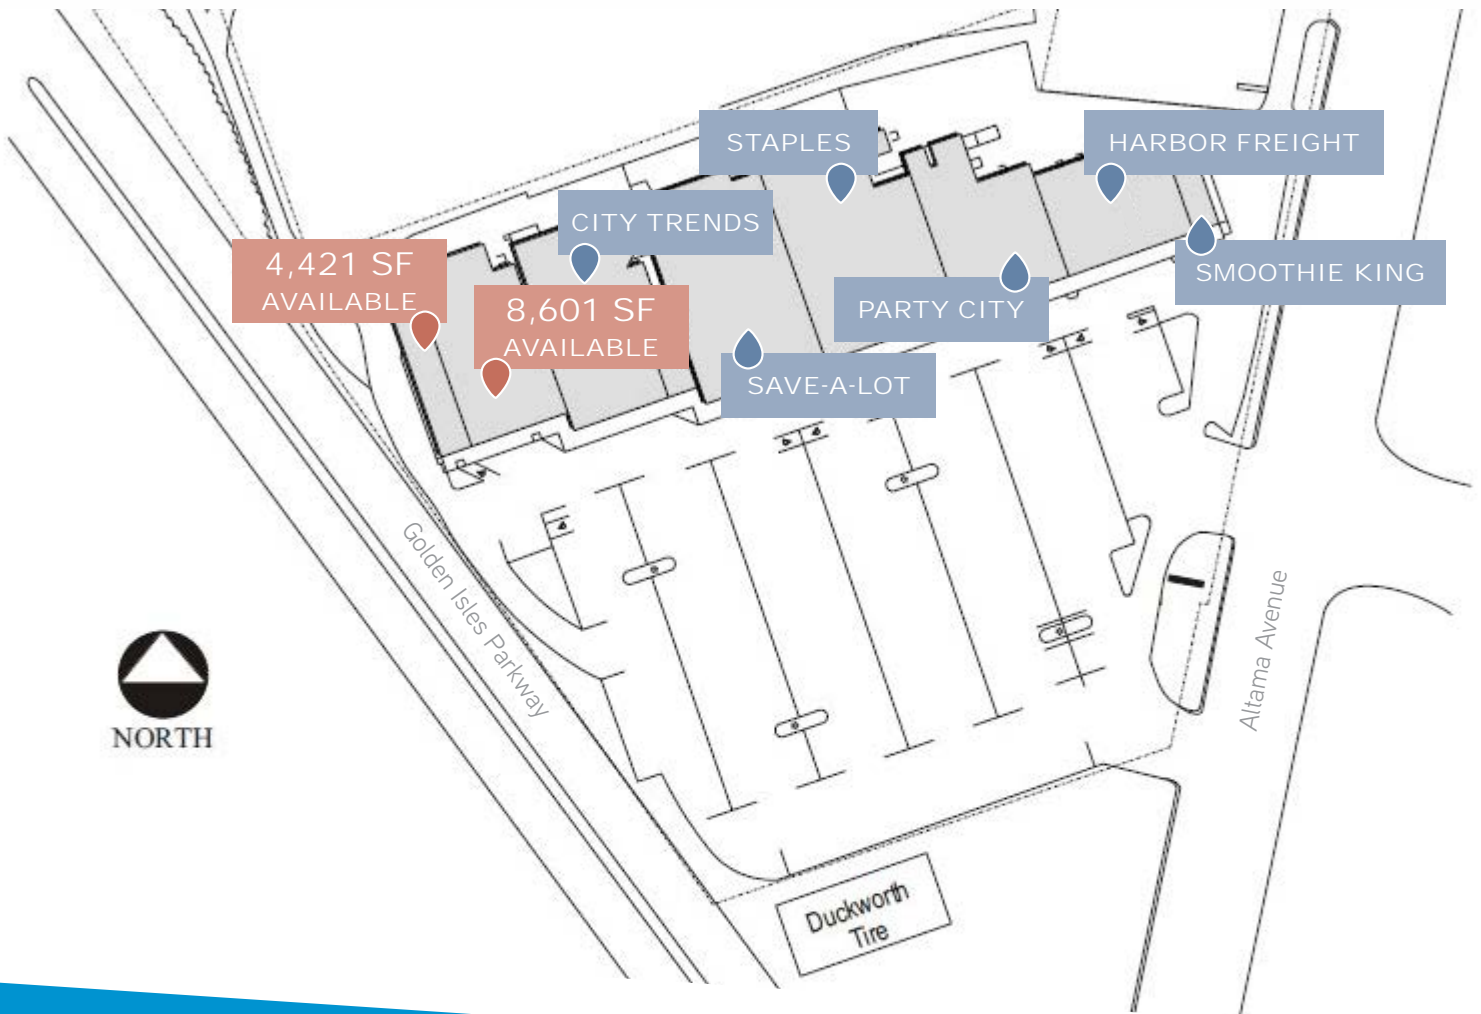 STAPLES
HARBOR FREIGHT
CITY TRENDS
4,421 SF
AVAILABLE
SMOOTHIE KING
8,601 SF
AVAILABLE
PARTY CITY
SAVE-A-LOT
Golden Isles Parkway
Altama Avenue
NORTH
Duckworth
Tire